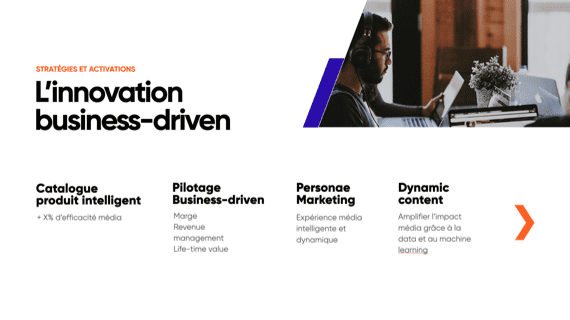 STRATÉGIES ET ACTIVATIONS
L'innovation
business-driven
Catalogue
produit intelligent
+ X% d'efficacité média
Pilotage
Business-driven
Marge
Revenue
management
Life-time value
Personae
Marketing
Expérience média
intelligente et
dynamique
Dynamic
content
Amplifier l'impact
média grâce à la
data et au machine
learning